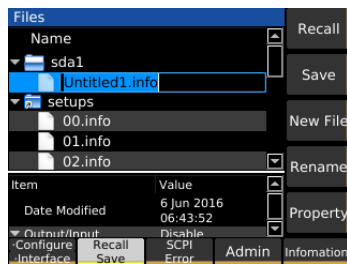 Files
Name
Recall
sda1
Untitled1.info
Save
setups
00.info
New File
01.info
02.info
Rename
Item Value
Date Modified 6 Jun 2016 06:43:52
Property
Output/Input Disable
·Configure ·Interface
Recall Save
SCPI Error
Admin
Infomation